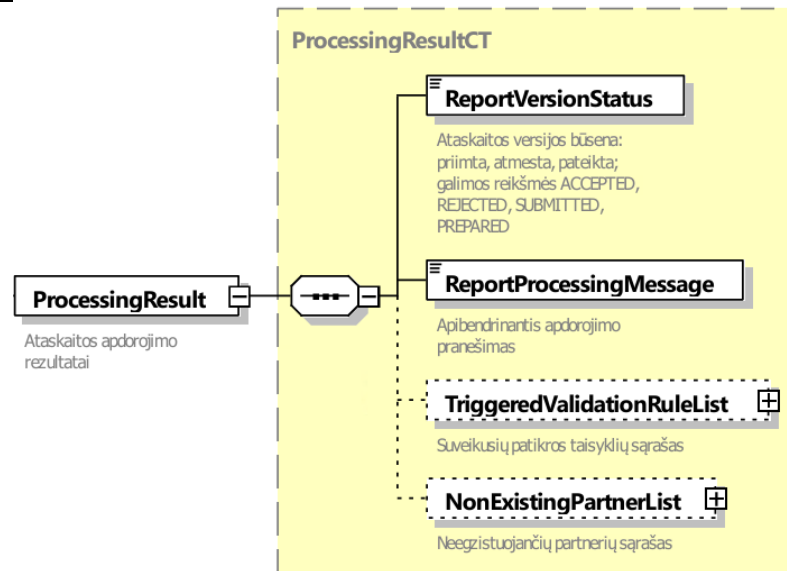 ProcessingResultCT
ReportVersionStatus
Ataskaitos versijos būsena:
priimta, atmesta, pateikta;
galimos reikšmės ACCEPTED,
REJECTED, SUBMITTED,
PREPARED
ProcessingResult
Ataskaitos apdorojimo
rezultatai
ReportProcessingMessage
Apibendrinantis apdorojimo
pranešimas
TriggeredValidationRuleList
Suveikusių patikros taisyklių sąrašas
NonExistingPartnerList
Neegzistuojančių partnerių sąrašas